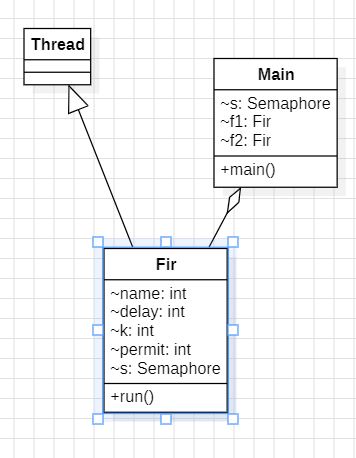 Thread
Main
~s: Semaphore
~f1: Fir
~f2: Fir
+main()
Fir
~name: int
~delay: int
~k: int
~permit: int
~s: Semaphore
+run()